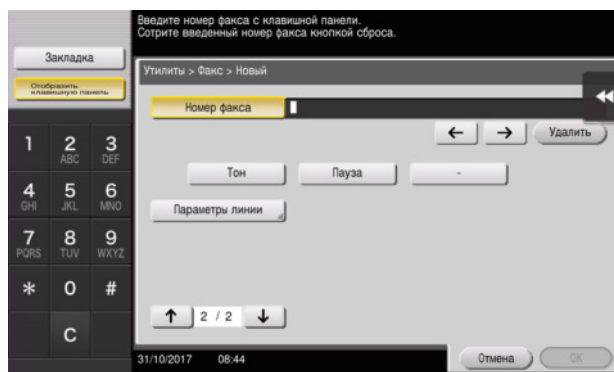 Введите номер факса с клавишной панели.
Сотрите введенный номер факса кнопкой сброса.
Закладка
Отобразить
клавишную панель
Утилиты > Факс > Новый
Номер факса
← → Удалить
Тон Пауза -
Параметры линии
1 2 3
ABC DEF
4 5 6
GHI JKL MNO
7 8 9
PQRS TUV WXYZ
* 0 #
C
↑ 2 / 2 ↓
31/10/2017 08:44
Отмена OK